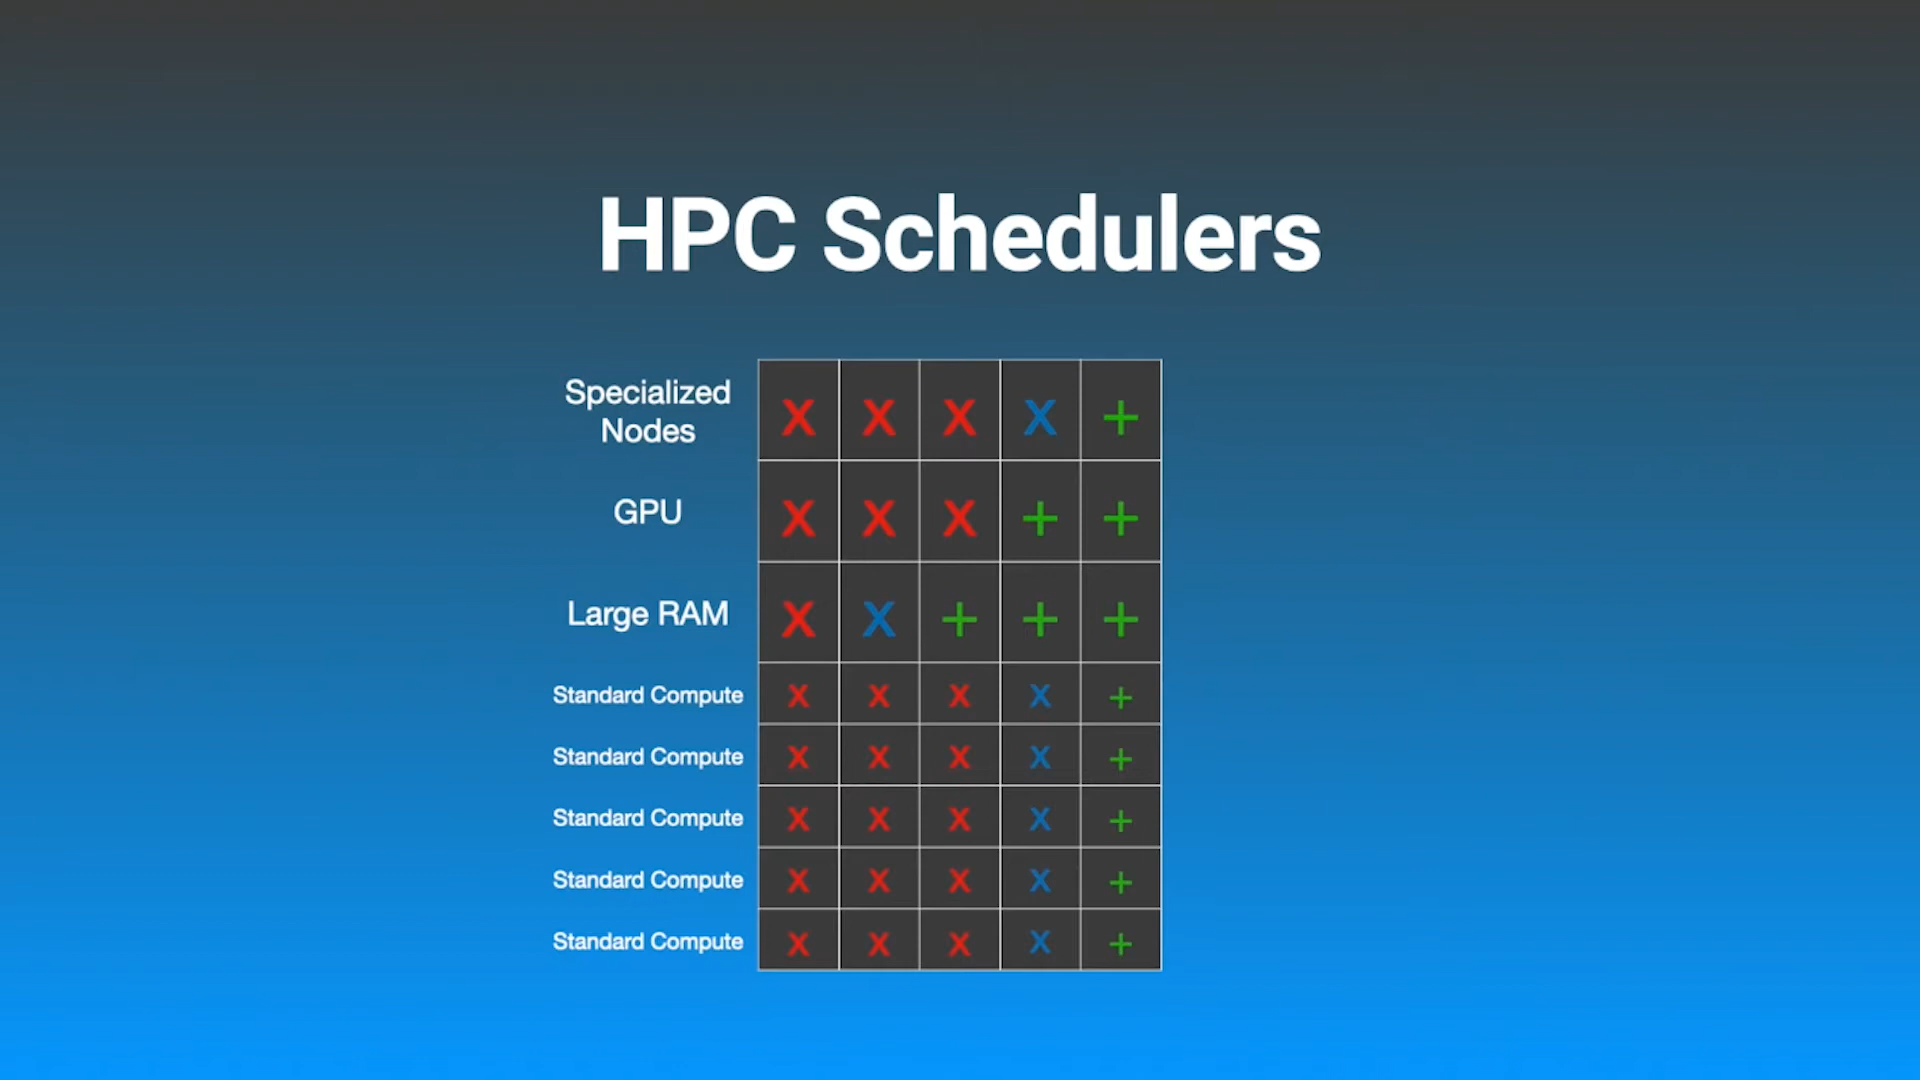 HPC Schedulers
Specialized
Nodes
X X X X +
GPU
X X X + +
Large RAM
X X + + +
Standard Compute
X X X X +
Standard Compute
X X X X +
Standard Compute
X X X X +
Standard Compute
X X X X +
Standard Compute
X X X X +